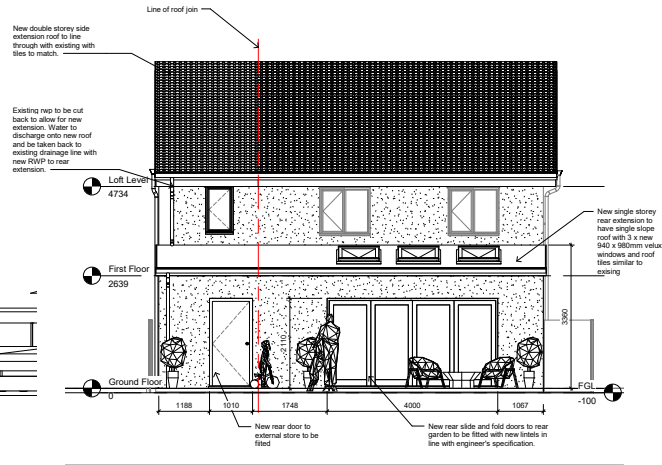 Line of roof join
New double storey side
extension roof to line
through with existing with
tiles to match.
Existing rwp to be cut
back to allow for new
extension. Water to
discharge onto new roof
and be taken back to
existing drainage line with
new RWP to rear
extension.
Loft Level
4734
New single storey
rear extension to
have single slope
roof with 3 x new
940 x 980mm velux
windows and roof
tiles similar to
exising
First Floor
2639
3360
2110
Ground Floor
0
FGL
-100
1188
1010
1748
4000
1067
New rear door to
external store to be
fitted
New rear slide and fold doors to rear
garden to be fitted with new lintels in
line with engineer's specification.